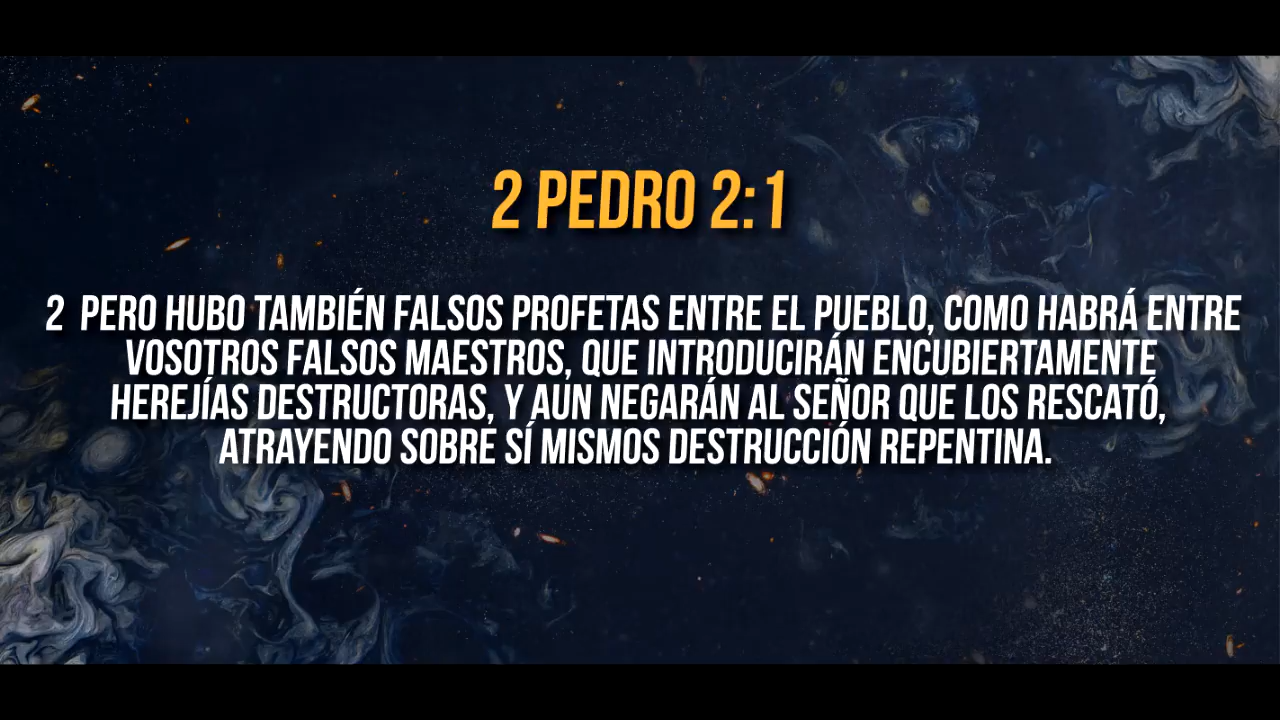 2 PEDRO 2:1
2 PERO HUBO TAMBIÉN FALSOS PROFETAS ENTRE EL PUEBLO, COMO HABRÁ ENTRE
VOSOTROS FALSOS MAESTROS, QUE INTRODUCIRÁN ENCUBIERTAMENTE
HEREJÍAS DESTRUCTORAS, Y AUN NEGARÁN AL SEÑOR QUE LOS RESCATÓ,
ATRAYENDO SOBRE SÍ MISMOS DESTRUCCIÓN REPENTINA.